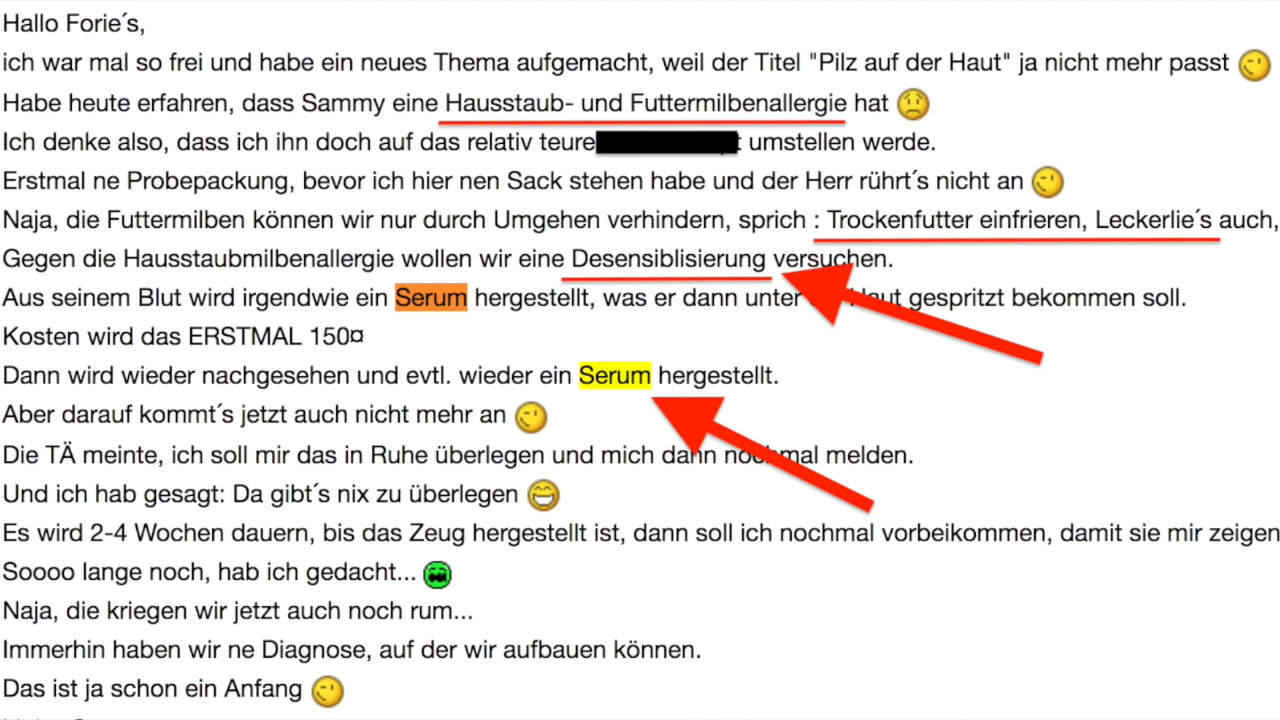 Hallo Forie´s,
ich war mal so frei und habe ein neues Thema aufgemacht, weil der Titel "Pilz auf der Haut" ja nicht mehr passt
Habe heute erfahren, dass Sammy eine Hausstaub- und Futtermilbenallergie hat
Ich denke also, dass ich ihn doch auf das relativ teure umstellen werde.
Erstmal ne Probepackung, bevor ich hier nen Sack stehen habe und der Herr rührt´s nicht an
Naja, die Futtermilben können wir nur durch Umgehen verhindern, sprich : Trockenfutter einfrieren, Leckerlie´s auch,
Gegen die Hausstaubmilbenallergie wollen wir eine Desensiblisierung versuchen.
Aus seinem Blut wird irgendwie ein Serum hergestellt, was er dann unter Haut gespritzt bekommen soll.
Kosten wird das ERSTMAL 150¤
Dann wird wieder nachgesehen und evtl. wieder ein Serum hergestellt.
Aber darauf kommt´s jetzt auch nicht mehr an
Die TÄ meinte, ich soll mir das in Ruhe überlegen und mich dann nochmal melden.
Und ich hab gesagt: Da gibt´s nix zu überlegen
Es wird 2-4 Wochen dauern, bis das Zeug hergestellt ist, dann soll ich nochmal vorbeikommen, damit sie mir zeigen
Soooo lange noch, hab ich gedacht...
Naja, die kriegen wir jetzt auch noch rum...
Immerhin haben wir ne Diagnose, auf der wir aufbauen können.
Das ist ja schon ein Anfang